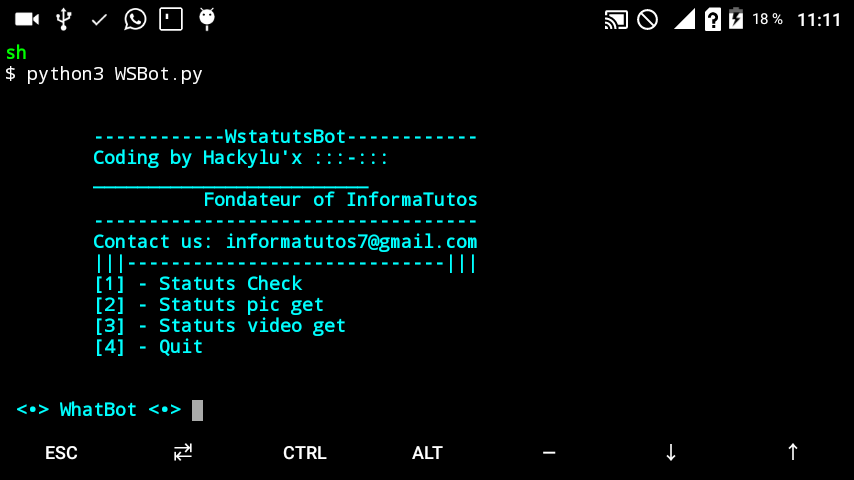 18 % 11:11
sh
$ python3 WSBot.py
------------WstatutsBot------------
Coding by Hackylu'x :::-:::
_________________________
Fondateur of InformaTutos
-----------------------------------
Contact us: informatutos7@gmail.com
|||-----------------------------|||
[1] - Statuts Check
[2] - Statuts pic get
[3] - Statuts video get
[4] - Quit
<•> WhatBot <•>
ESC ⇄ CTRL ALT − ↓ ↑